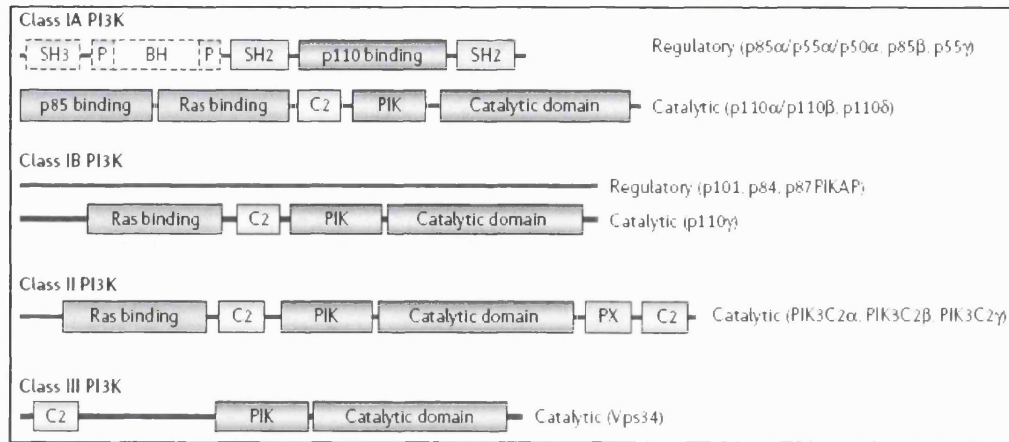 Class IA PI3K
SH3 P BH P SH2 p110 binding SH2 Regulatory (p85α/p55α/p50α, p85β, p55γ)
p85 binding Ras binding C2 PIK Catalytic domain Catalytic (p110α/p110β, p110δ)
Class IB PI3K
Regulatory (p101, p84, p87PIKAP)
Ras binding C2 PIK Catalytic domain Catalytic (p110γ)
Class II PI3K
Ras binding C2 PIK Catalytic domain PX C2 Catalytic (PIK3C2α, PIK3C2β, PIK3C2γ)
Class III PI3K
C2 PIK Catalytic domain Catalytic (Vps34)